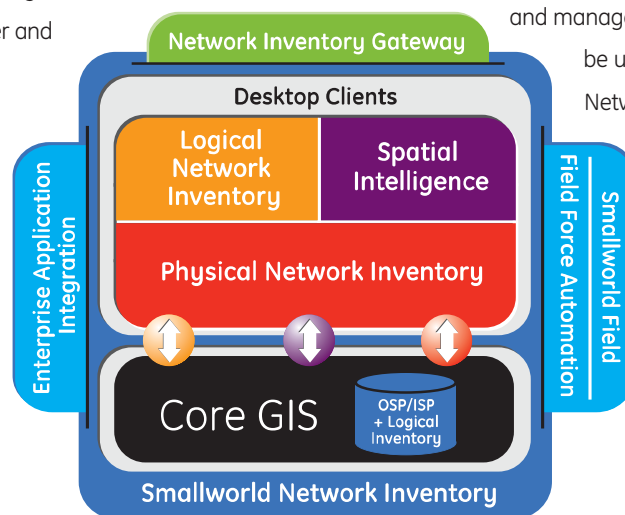 er and
and manage
be u
Netw
Network Inventory Gateway
Desktop Clients
Logical
Network
Inventory
Spatial
Intelligence
Physical Network Inventory
Enterprise Application
Integration
Field Force Automation
Smallworld Field
Core GIS
OSP/ISP
+ Logical
Inventory
Smallworld Network Inventory